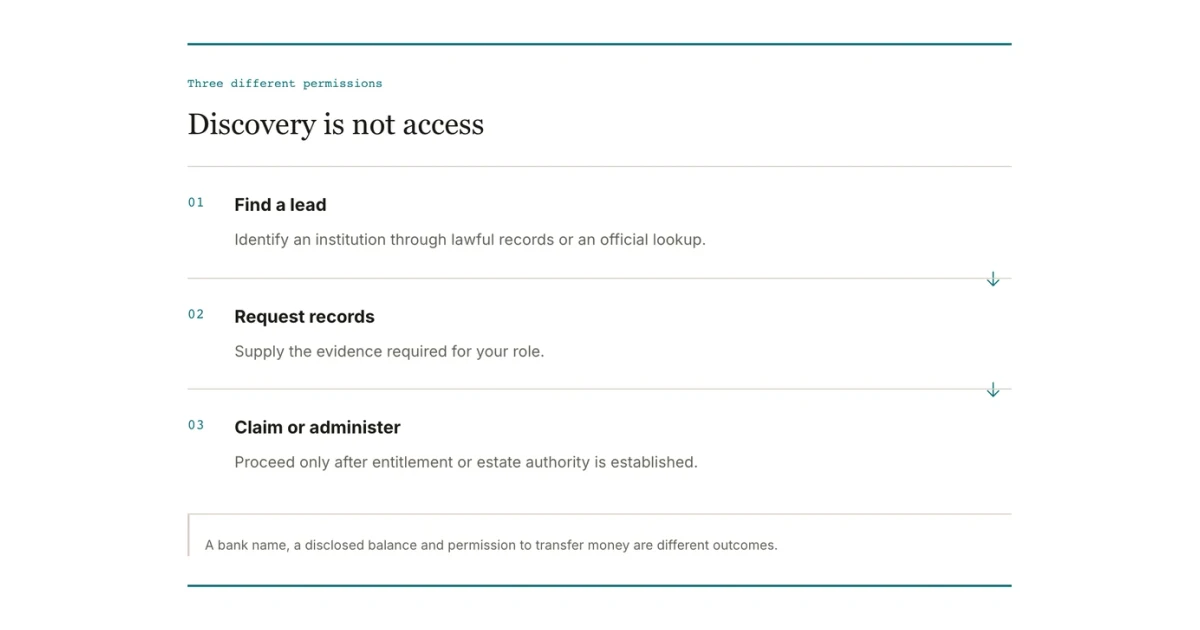 Three different permissions
Discovery is not access
01
Find a lead
Identify an institution through lawful records or an official lookup.
02
Request records
Supply the evidence required for your role.
03
Claim or administer
Proceed only after entitlement or estate authority is established.
A bank name, a disclosed balance and permission to transfer money are different outcomes.